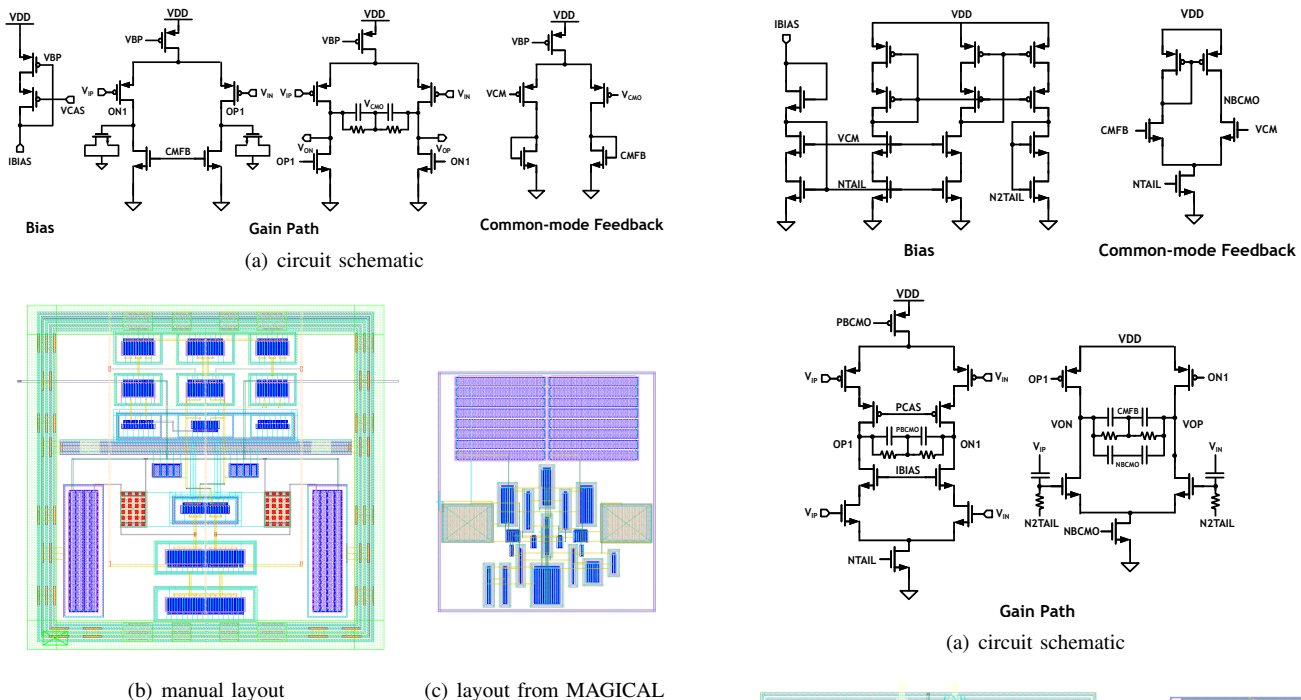 VDD
VBP
VCAS
IBIAS
Bias
VDD
VBP
VIP
ON1
VIN
OP1
CMFB
VDD
VBP
VIP
VCMO
VIN
VON
VOP
OP1
ON1
Gain Path
VDD
VBP
VCM
VCMO
CMFB
Common-mode Feedback
(a) circuit schematic
(b) manual layout
(c) layout from MAGICAL
IBIAS
VDD
VCM
NTAIL
N2TAIL
Bias
VDD
NBCMO
CMFB
VCM
NTAIL
Common-mode Feedback
VDD
PBCMO
VIP
VIN
PCAS
OP1
PBCMO
ON1
IBIAS
VIP
VIN
NTAIL
VDD
OP1
ON1
CMFB
VON
VOP
NBCMO
VIP
VIN
N2TAIL
N2TAIL
NBCMO
Gain Path
(a) circuit schematic